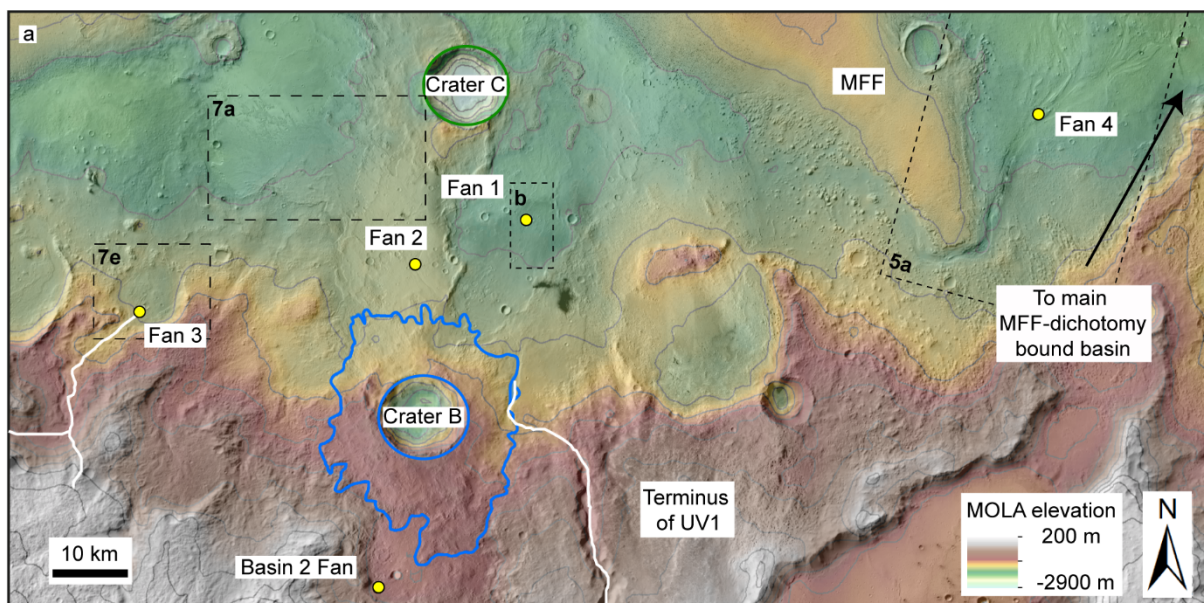 a
Crater C
MFF
7a
Fan 4
Fan 1
b
Fan 2
7e
5a
Fan 3
To main
MFF-dichotomy
bound basin
Crater B
Terminus
of UV1
MOLA elevation
200 m
-2900 m
N
10 km
Basin 2 Fan